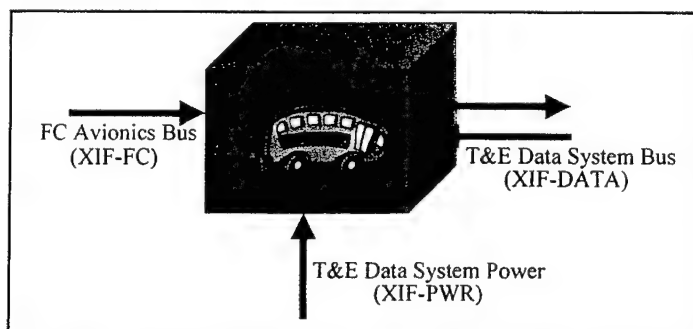 FC Avionics Bus
(XIF-FC)
T&E Data System Bus
(XIF-DATA)
T&E Data System Power
(XIF-PWR)